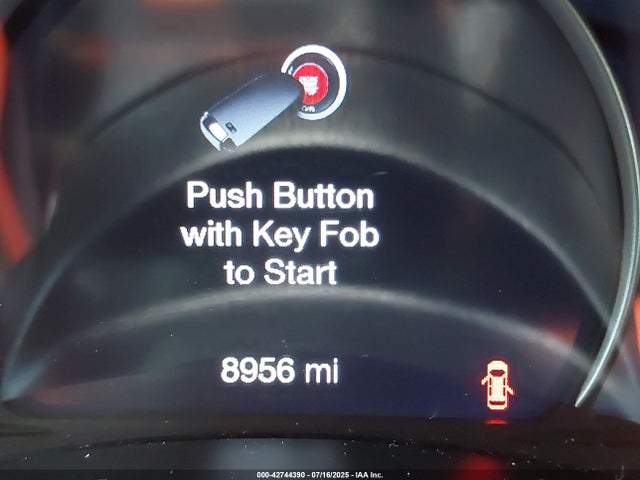 Push Button
with Key Fob
to Start
8956 mi
000-42744390 - 07/16/2025 - IAA Inc.